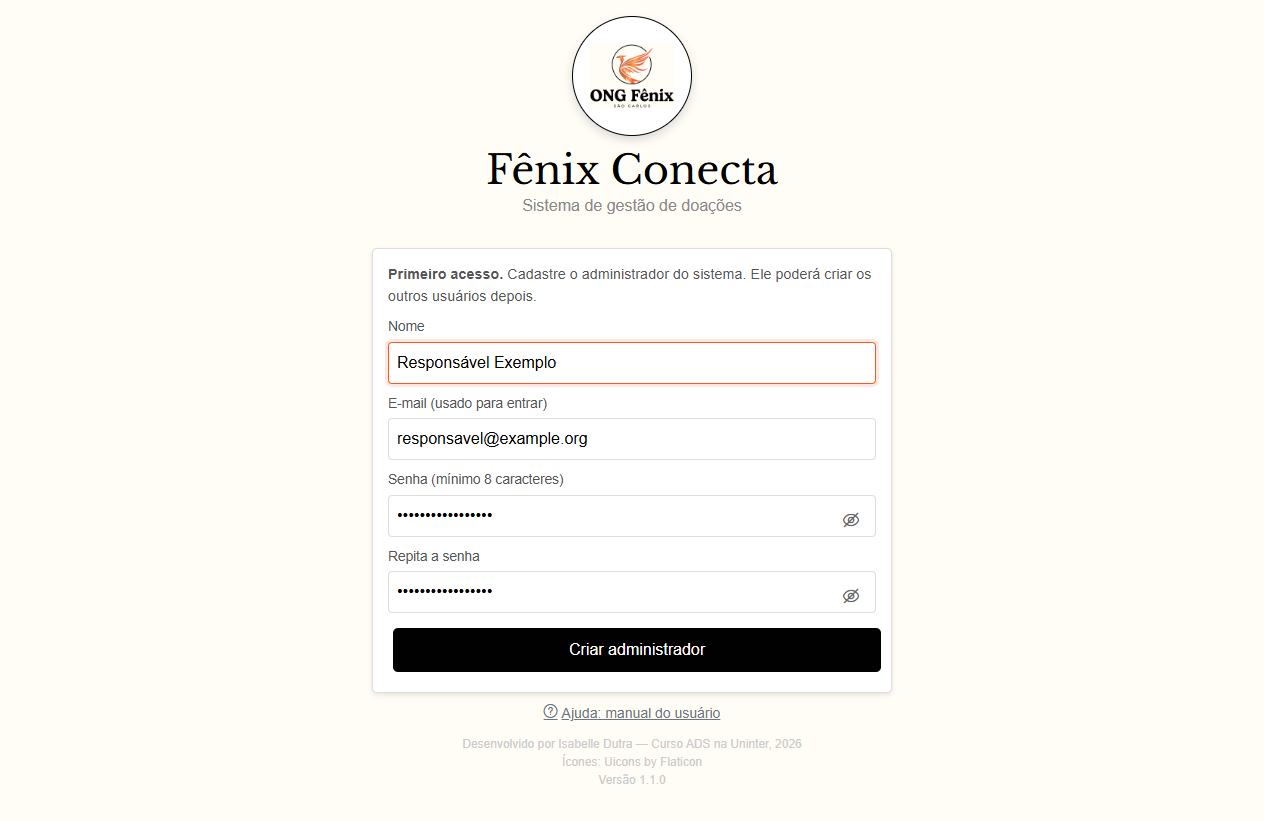 ONG Fênix
SÃO CARLOS
Fênix Conecta
Sistema de gestão de doações
Primeiro acesso. Cadastre o administrador do sistema. Ele poderá criar os
outros usuários depois.
Nome
Responsável Exemplo
E-mail (usado para entrar)
responsavel@example.org
Senha (mínimo 8 caracteres)
•••••••••••••••••
Repita a senha
•••••••••••••••••
Criar administrador
Ajuda: manual do usuário
Desenvolvido por Isabelle Dutra — Curso ADS na Uninter, 2026
Ícones: Uicons by Flaticon
Versão 1.1.0